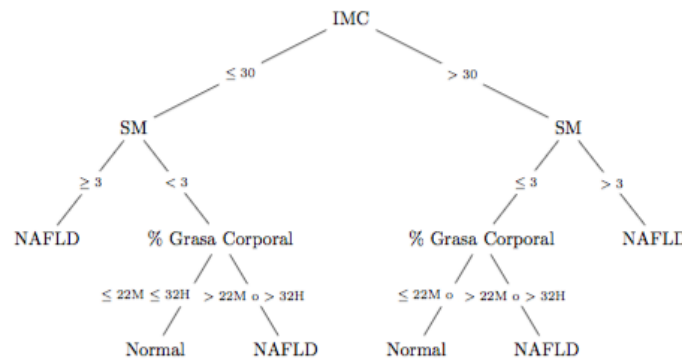 IMC
≤ 30 > 30
SM SM
≥ 3 < 3 ≤ 3 > 3
NAFLD % Grasa Corporal % Grasa Corporal NAFLD
≤ 22M ≤ 32H > 22M o > 32H ≤ 22M o > 22M o > 32H
Normal NAFLD Normal NAFLD